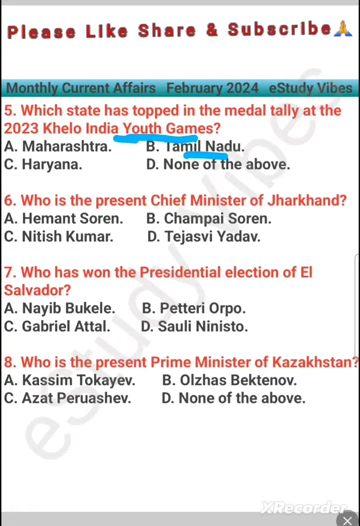 Please Like Share & Subscribe🙏
Monthly Current Affairs February 2024 eStudy Vibes
5. Which state has topped in the medal tally at the
2023 Khelo India Youth Games?
A. Maharashtra. B. Tamil Nadu.
C. Haryana. D. None of the above.
6. Who is the present Chief Minister of Jharkhand?
A. Hemant Soren. B. Champai Soren.
C. Nitish Kumar. D. Tejasvi Yadav.
7. Who has won the Presidential election of El
Salvador?
A. Nayib Bukele. B. Petteri Orpo.
C. Gabriel Attal. D. Sauli Ninisto.
8. Who is the present Prime Minister of Kazakhstan?
A. Kassim Tokayev. B. Olzhas Bektenov.
C. Azat Peruashev. D. None of the above.
eStudy Vibes
XRecorder